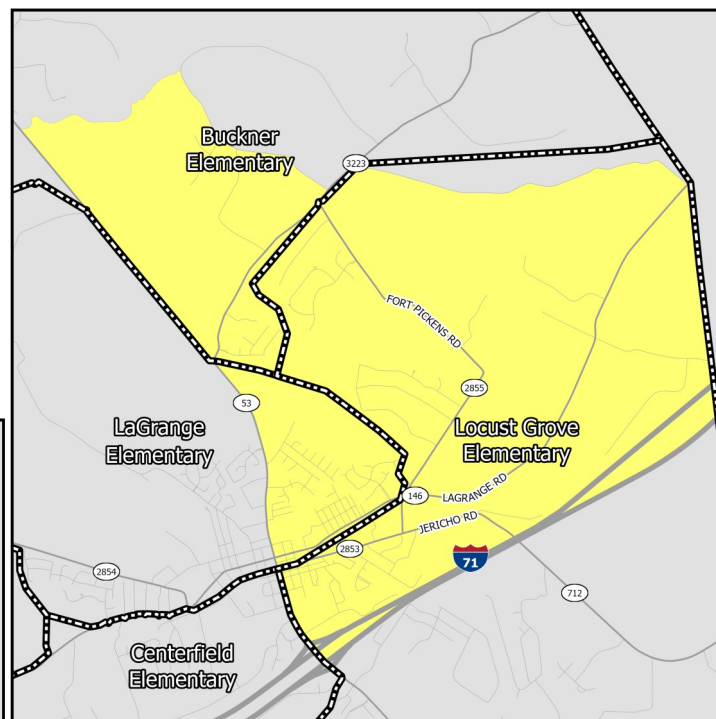 Buckner
Elementary
3223
FORT PICKENS RD
2855
53
LaGrange
Elementary
Locust Grove
Elementary
146
LAGRANGE RD
JERICHO RD
2853
71
2854
712
Centerfield
Elementary